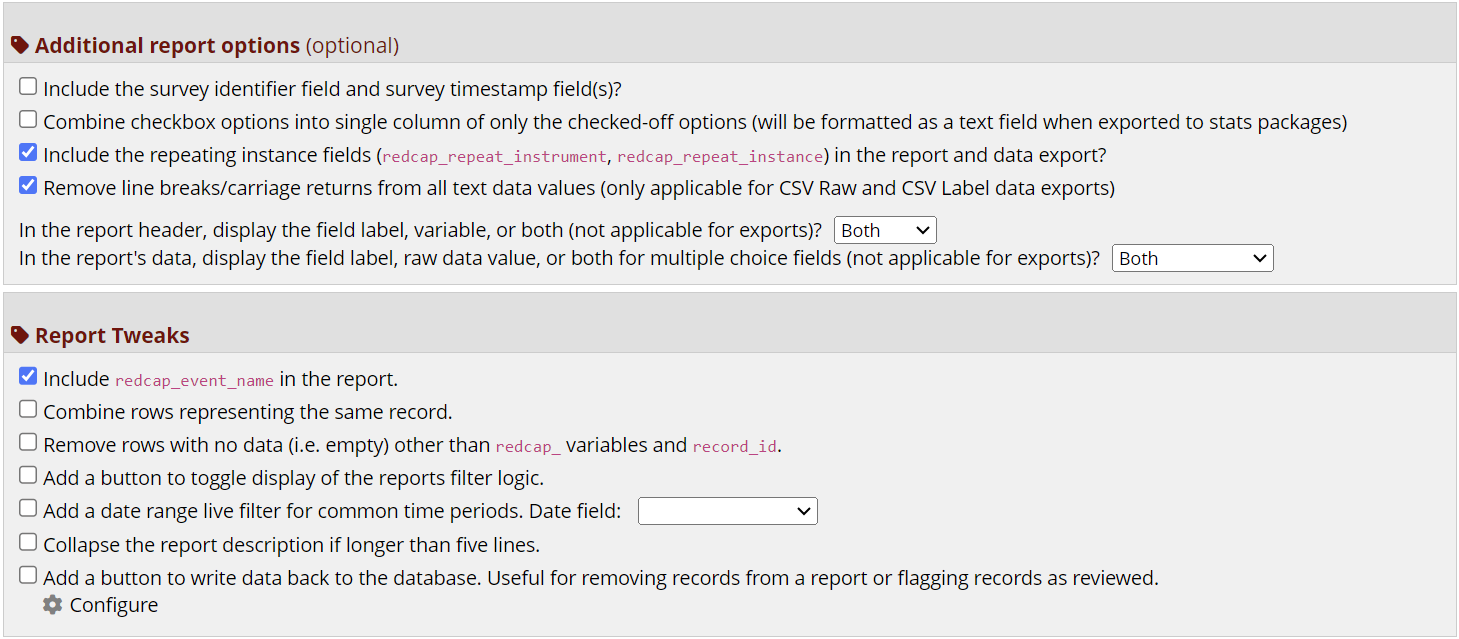 Additional report options (optional)
Include the survey identifier field and survey timestamp field(s)?
Combine checkbox options into single column of only the checked-off options (will be formatted as a text field when exported to stats packages)
Include the repeating instance fields (redcap_repeat_instrument, redcap_repeat_instance) in the report and data export?
Remove line breaks/carriage returns from all text data values (only applicable for CSV Raw and CSV Label data exports)
In the report header, display the field label, variable, or both (not applicable for exports)? Both
In the report's data, display the field label, raw data value, or both for multiple choice fields (not applicable for exports)? Both
Report Tweaks
Include redcap_event_name in the report.
Combine rows representing the same record.
Remove rows with no data (i.e. empty) other than redcap_ variables and record_id.
Add a button to toggle display of the reports filter logic.
Add a date range live filter for common time periods. Date field:
Collapse the report description if longer than five lines.
Add a button to write data back to the database. Useful for removing records from a report or flagging records as reviewed.
Configure